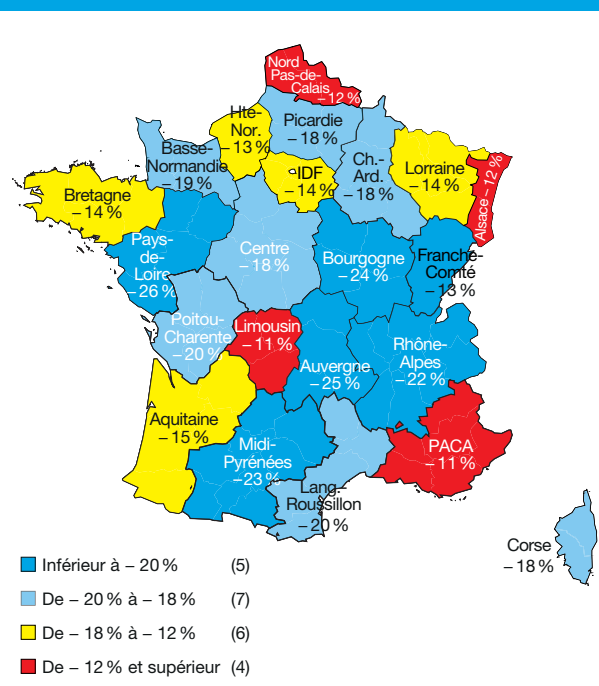 Nord
Pas-de-
Calais
– 12 %
Hte-
Nor.
– 13 %
Picardie
– 18 %
Basse-
Normandie
– 19 %
IDF
– 14 %
Ch.-
Ard.
– 18 %
Lorraine
– 14 %
Alsace – 12 %
Bretagne
– 14 %
Pays-
de-
Loire
– 26 %
Centre
– 18 %
Bourgogne
– 24 %
Franche-
Comté
– 13 %
Poitou-
Charente
– 20 %
Limousin
– 11 %
Auvergne
– 25 %
Rhône-
Alpes
– 22 %
Aquitaine
– 15 %
Midi-
Pyrénées
– 23 %
Lang.-
Roussillon
– 20 %
PACA
– 11 %
Corse
– 18 %
Inférieur à – 20 % (5)
De – 20 % à – 18 % (7)
De – 18 % à – 12 % (6)
De – 12 % et supérieur (4)